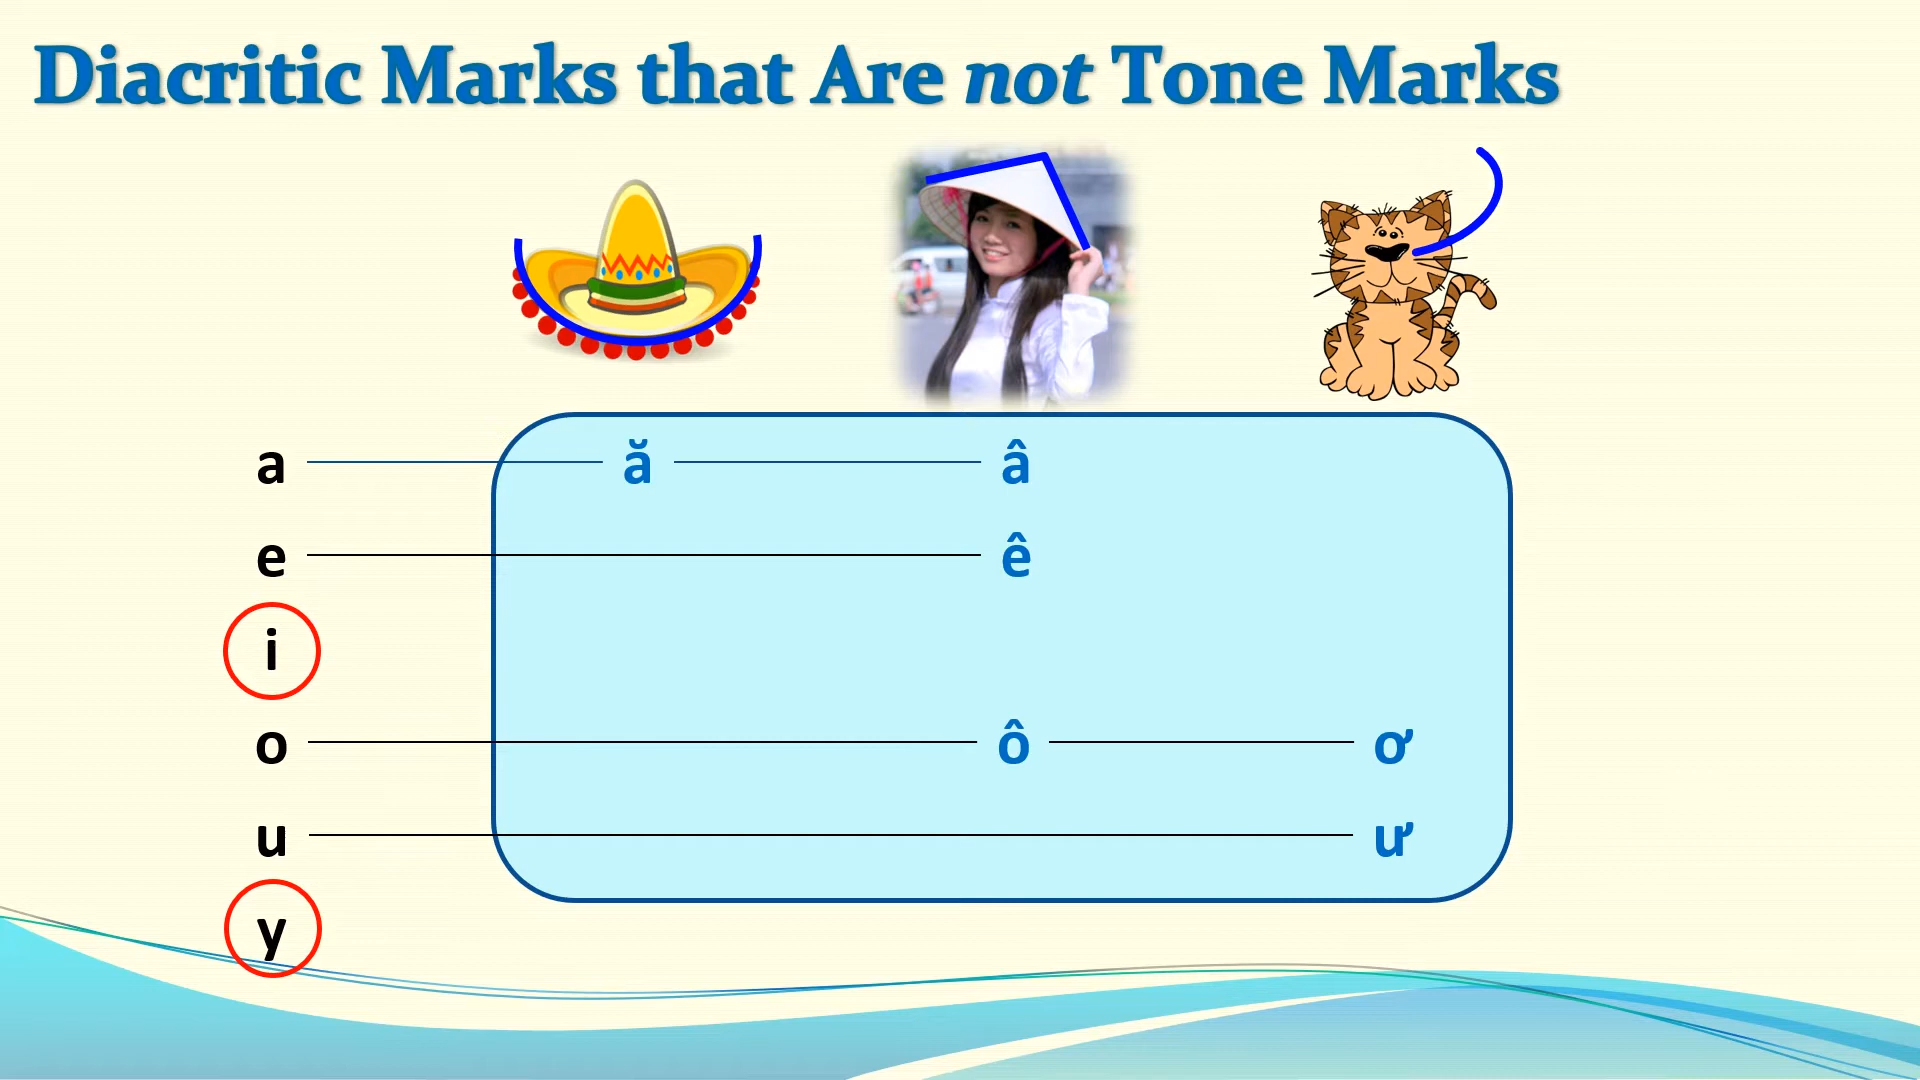 Diacritic Marks that Are not Tone Marks
a ă â
e ê
i
o ô ơ
u ư
y